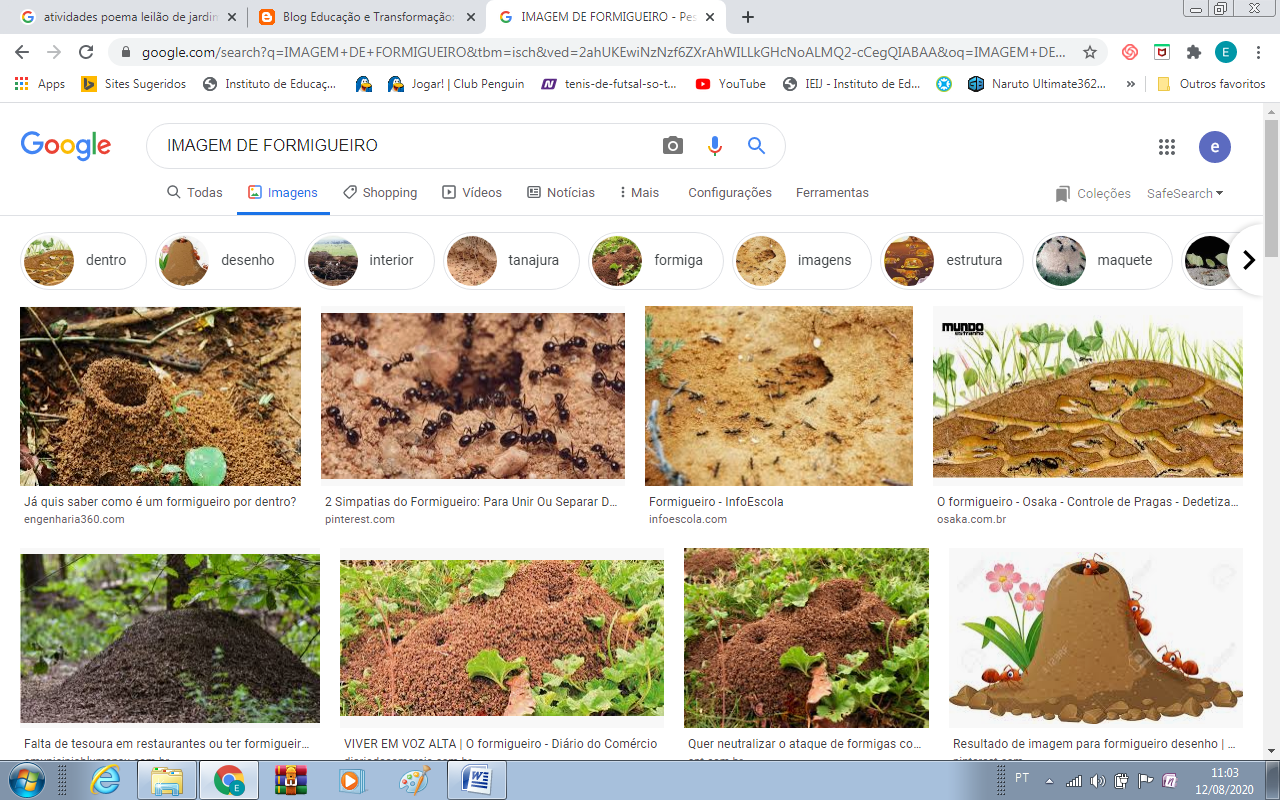 atividades poema leilão de jardin
Blog Educação e Transformação:
IMAGEM DE FORMIGUEIRO - Pes
google.com/search?q=IMAGEM+DE+FORMIGUEIRO&tbm=isch&ved=2ahUKEwiNzNzf6ZXrAhWILLkGHcNoALMQ2-cCegQIABAA&oq=IMAGEM+DE...
E
Apps
Sites Sugeridos
Instituto de Educaç...
Jogar! | Club Penguin
tenis-de-futsal-so-t...
YouTube
IEIJ - Instituto de Ed...
Naruto Ultimate362...
»
Outros favoritos
Google
IMAGEM DE FORMIGUEIRO
e
Todas
Imagens
Shopping
Vídeos
Notícias
Mais
Configurações
Ferramentas
Coleções
SafeSearch
dentro
desenho
interior
tanajura
formiga
imagens
estrutura
maquete
MUNDO
Já quis saber como é um formigueiro por dentro?
engenharia360.com
2 Simpatias do Formigueiro: Para Unir Ou Separar D...
pinterest.com
Formigueiro - InfoEscola
infoescola.com
O formigueiro - Osaka - Controle de Pragas - Dedetiza...
osaka.com.br
123RF
Falta de tesoura em restaurantes ou ter formigueir...
VIVER EM VOZ ALTA | O formigueiro - Diário do Comércio
Quer neutralizar o ataque de formigas co...
Resultado de imagem para formigueiro desenho | ...
PT
11:03
12/08/2020